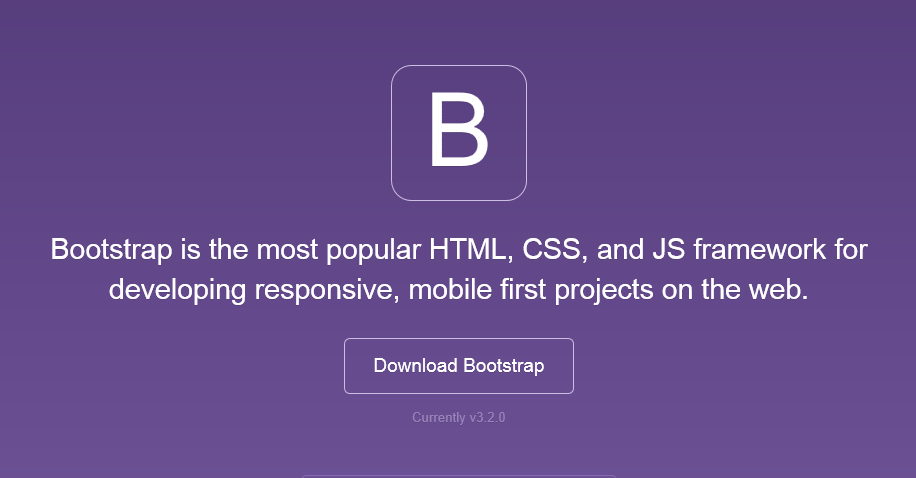 B
Bootstrap is the most popular HTML, CSS, and JS framework for
developing responsive, mobile first projects on the web.
Download Bootstrap
Currently v3.2.0